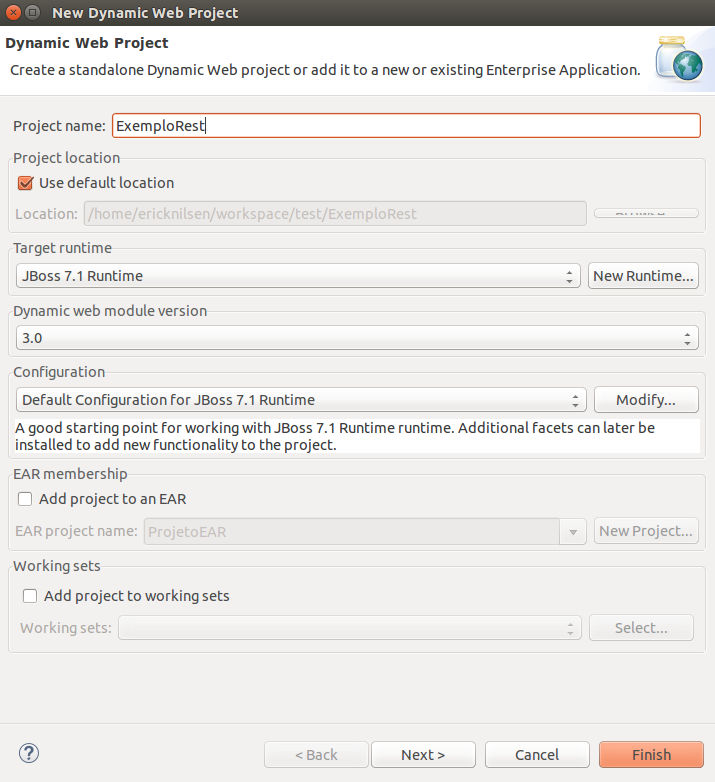 New Dynamic Web Project
Dynamic Web Project
Create a standalone Dynamic Web project or add it to a new or existing Enterprise Application.
Project name: ExemploRest
Project location
Use default location
Location: /home/ericknilsen/workspace/test/ExemploRest
Target runtime
JBoss 7.1 Runtime New Runtime...
Dynamic web module version
3.0
Configuration
Default Configuration for JBoss 7.1 Runtime Modify...
A good starting point for working with JBoss 7.1 Runtime runtime. Additional facets can later be
installed to add new functionality to the project.
EAR membership
Add project to an EAR
EAR project name: ProjetoEAR New Project...
Working sets
Add project to working sets
Working sets: Select...
? < Back Next > Cancel Finish